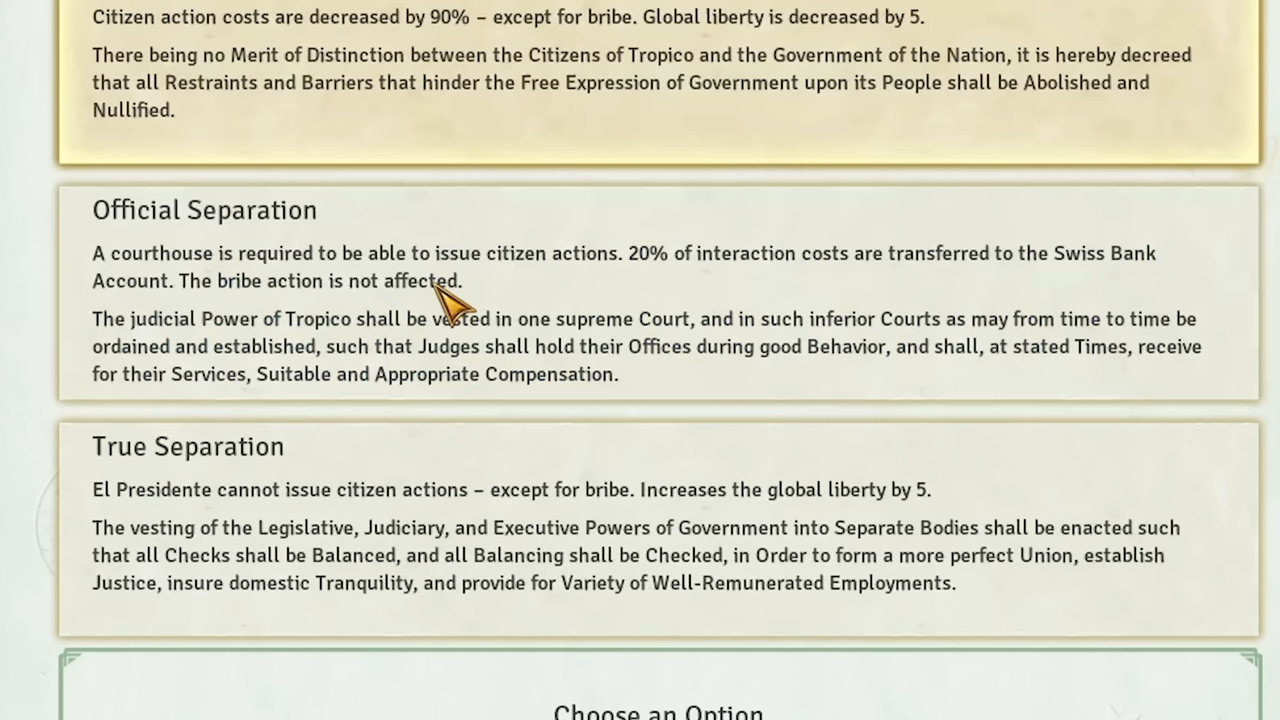 Citizen action costs are decreased by 90% – except for bribe. Global liberty is decreased by 5.
There being no Merit of Distinction between the Citizens of Tropico and the Government of the Nation, it is hereby decreed
that all Restraints and Barriers that hinder the Free Expression of Government upon its People shall be Abolished and
Nullified.
Official Separation
A courthouse is required to be able to issue citizen actions. 20% of interaction costs are transferred to the Swiss Bank
Account. The bribe action is not affected.
The judicial Power of Tropico shall be vested in one supreme Court, and in such inferior Courts as may from time to time be
ordained and established, such that Judges shall hold their Offices during good Behavior, and shall, at stated Times, receive
for their Services, Suitable and Appropriate Compensation.
True Separation
El Presidente cannot issue citizen actions – except for bribe. Increases the global liberty by 5.
The vesting of the Legislative, Judiciary, and Executive Powers of Government into Separate Bodies shall be enacted such
that all Checks shall be Balanced, and all Balancing shall be Checked, in Order to form a more perfect Union, establish
Justice, insure domestic Tranquility, and provide for Variety of Well-Remunerated Employments.
Choose an Option